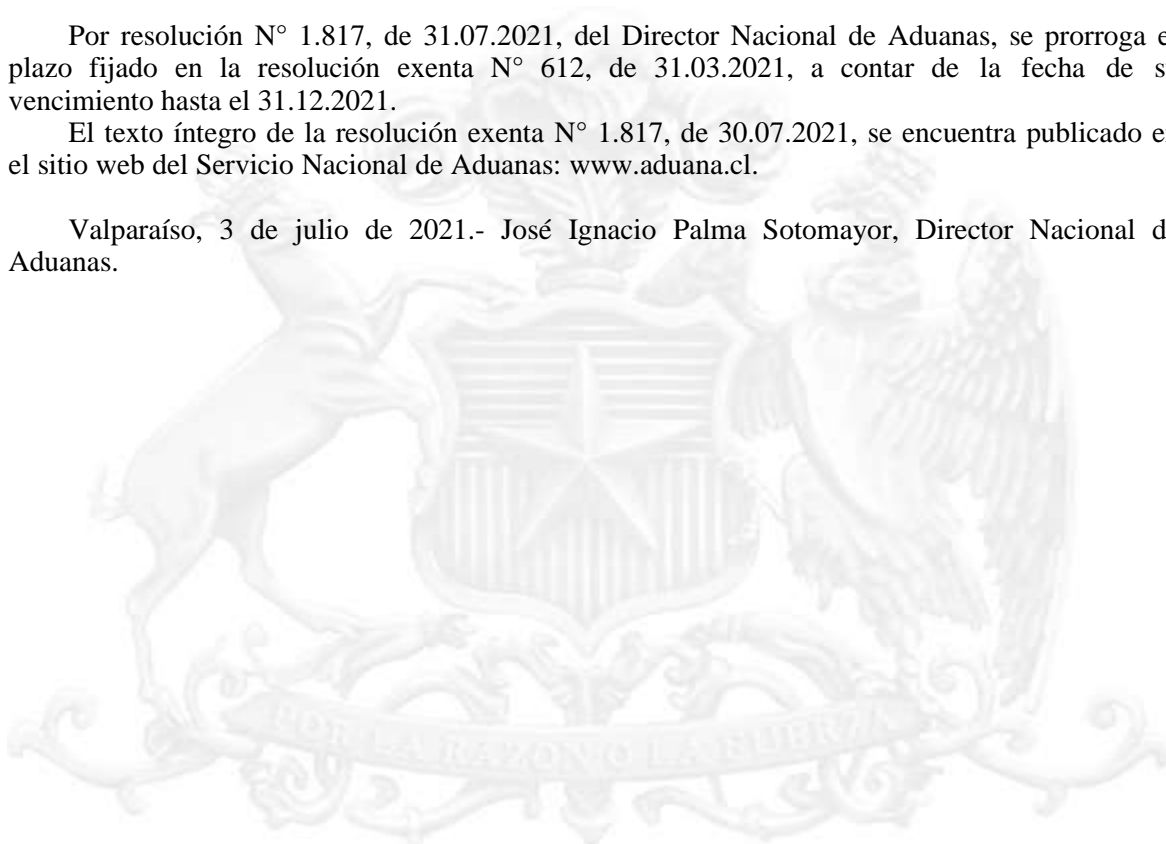 Por resolución N° 1.817, de 31.07.2021, del Director Nacional de Aduanas, se prorroga e
plazo fijado en la resolución exenta N° 612, de 31.03.2021, a contar de la fecha de s
vencimiento hasta el 31.12.2021.
El texto íntegro de la resolución exenta N° 1.817, de 30.07.2021, se encuentra publicado e
el sitio web del Servicio Nacional de Aduanas: www.aduana.cl.
Valparaíso, 3 de julio de 2021.- José Ignacio Palma Sotomayor, Director Nacional d
Aduanas.
POR LA RAZON O LA FUERZA